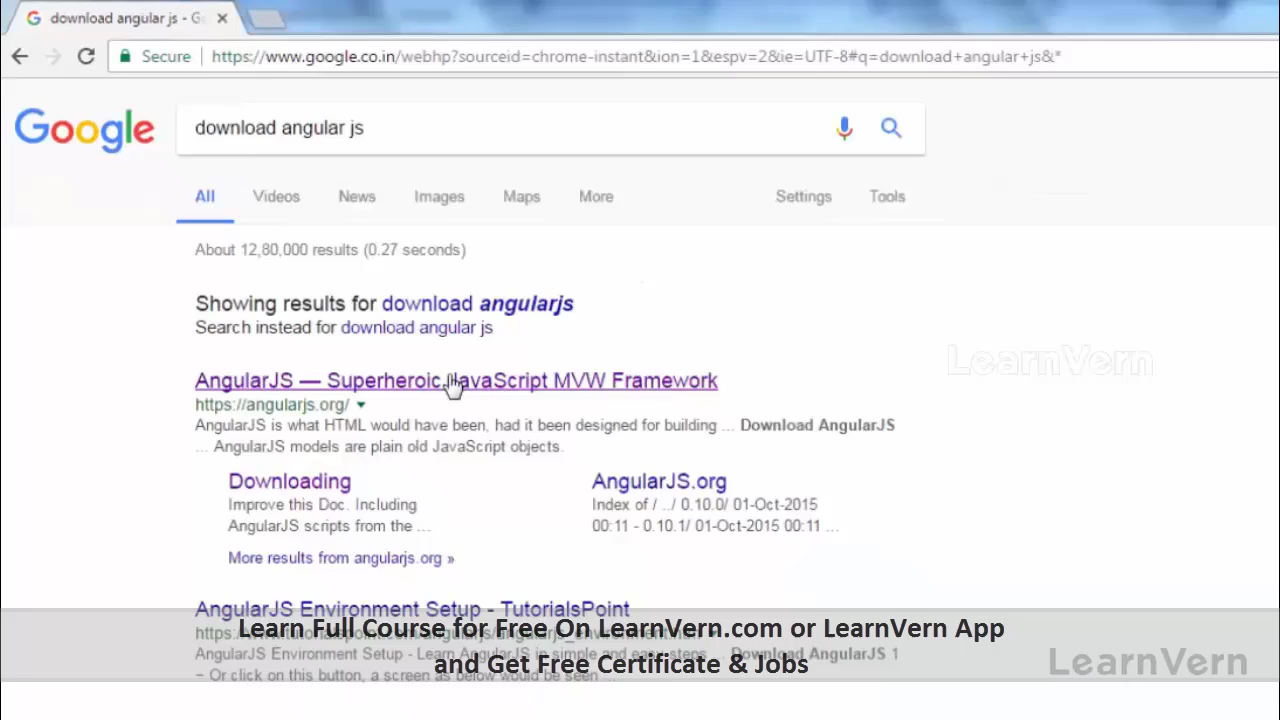 download angular js - G
Secure https://www.google.co.in/webhp?sourceid=chrome-instant&ion=1&espv=2&ie=UTF-8#q=download+angular+js&*
Google
download angular js
All Videos News Images Maps More Settings Tools
About 12,80,000 results (0.27 seconds)
Showing results for download angularjs
Search instead for download angular js
LearnVern
AngularJS — Superheroic JavaScript MVW Framework
https://angularjs.org/
AngularJS is what HTML would have been, had it been designed for building ... Download AngularJS
... AngularJS models are plain old JavaScript objects.
Downloading
Improve this Doc. Including
AngularJS scripts from the ...
AngularJS.org
Index of / ../ 0.10.0/ 01-Oct-2015
00:11 - 0.10.1/ 01-Oct-2015 00:11 ...
More results from angularjs.org »
AngularJS Environment Setup - TutorialsPoint
Learn Full Course for Free On LearnVern.com or LearnVern App
AngularJS Environment Setup - Learn AngularJS in simple and easy steps ... Download AngularJS 1
and Get Free Certificate & Jobs
LearnVern
− Or click on this button, a screen as below would be seen ...